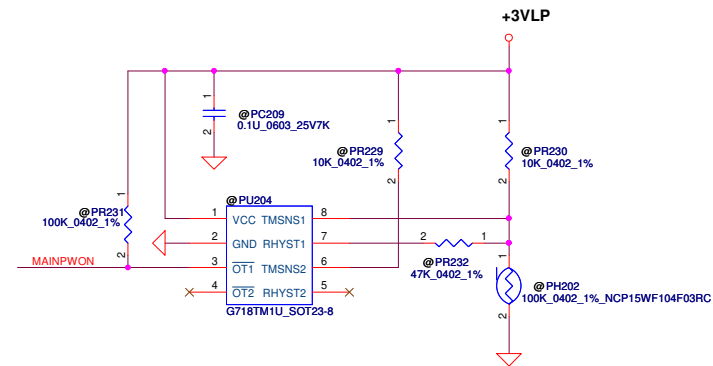 +3VLP
1
@PC209
0.1U_0603_25V7K
2
1
@PR229
10K_0402_1%
2
1
@PR230
10K_0402_1%
2
1
@PR231
100K_0402_1%
2
@PU204
1 VCC TMSNS1 8
2 GND RHYST1 7
3 OT1 TMSNS2 6
4 OT2 RHYST2 5
G718TM1U_SOT23-8
MAINPWON
2 1
@PR232
47K_0402_1%
1
@PH202
100K_0402_1%_NCP15WF104F03RC
2